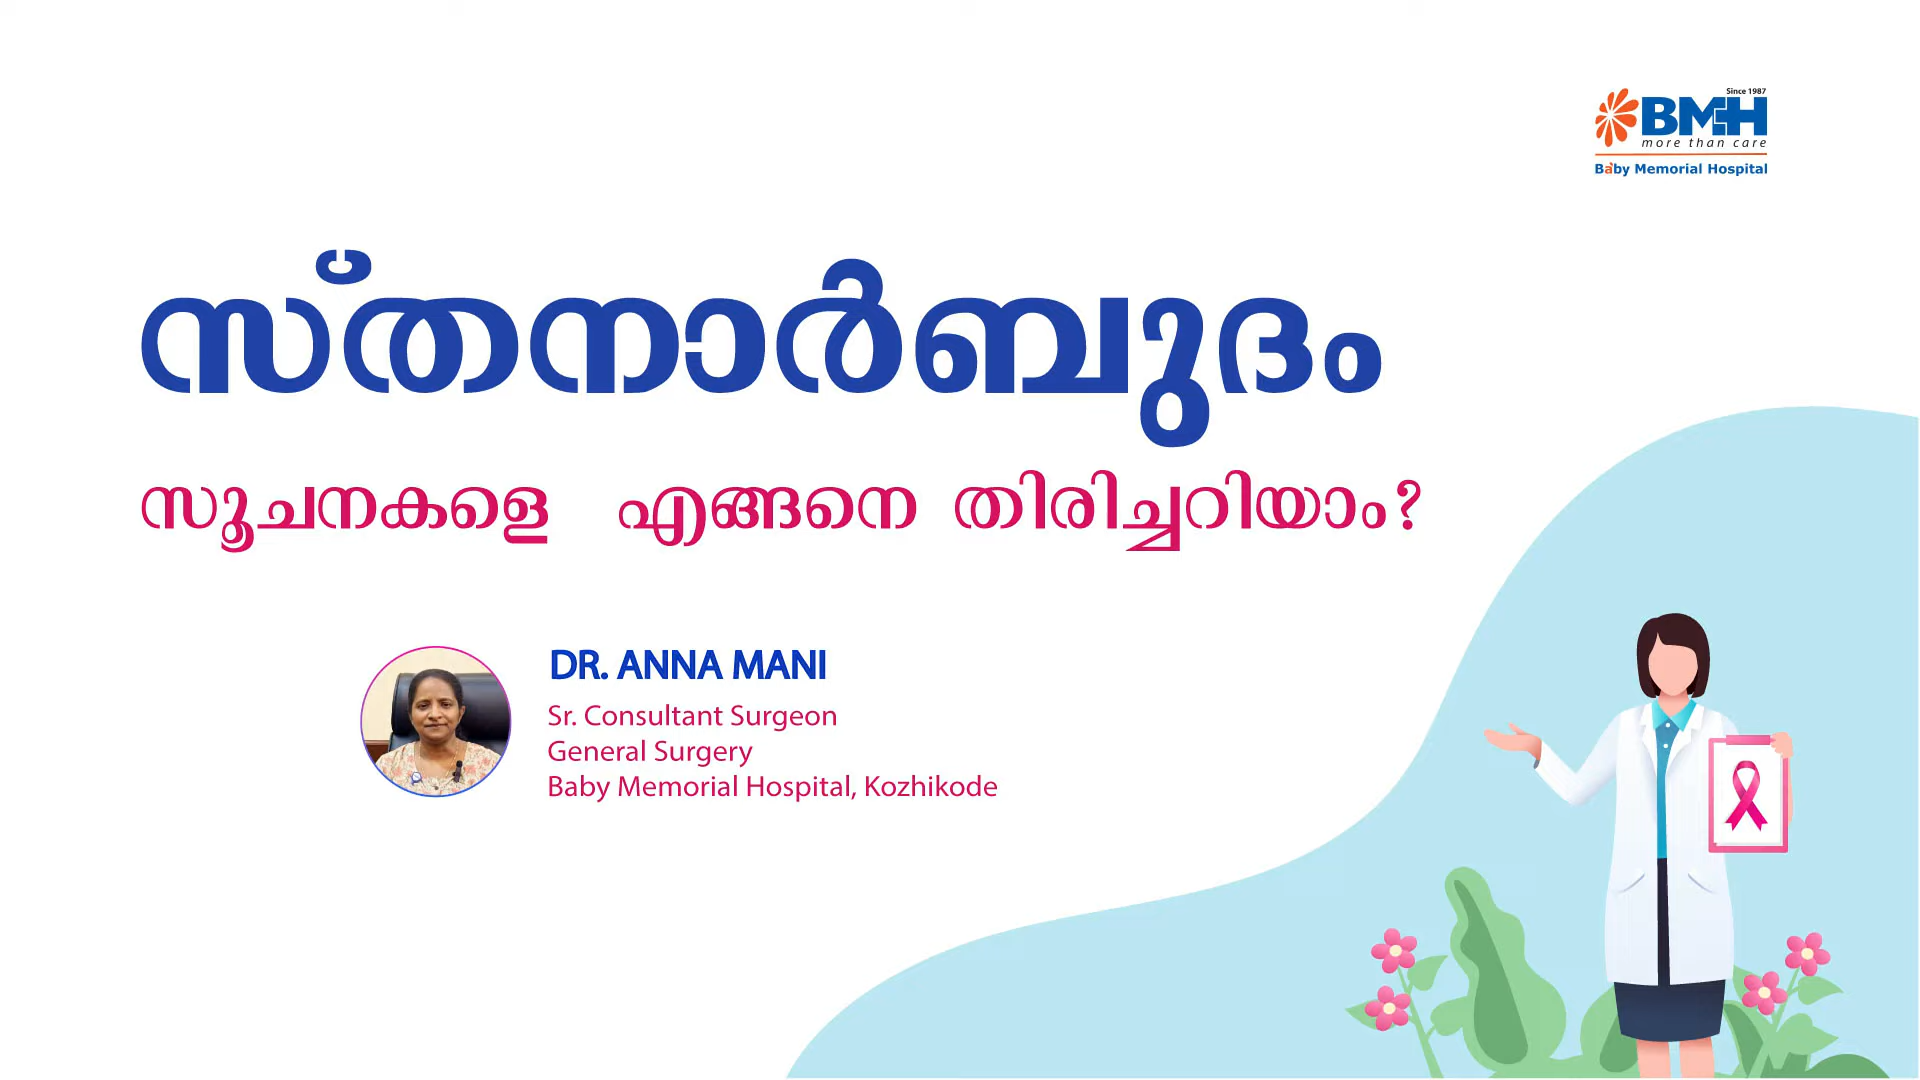 Since 1987
BMH
more than care
Baby Memorial Hospital
സ്തനാർബുദം
സൂചനകളെ എങ്ങനെ തിരിച്ചറിയാം?
DR. ANNA MANI
Sr. Consultant Surgeon
General Surgery
Baby Memorial Hospital, Kozhikode